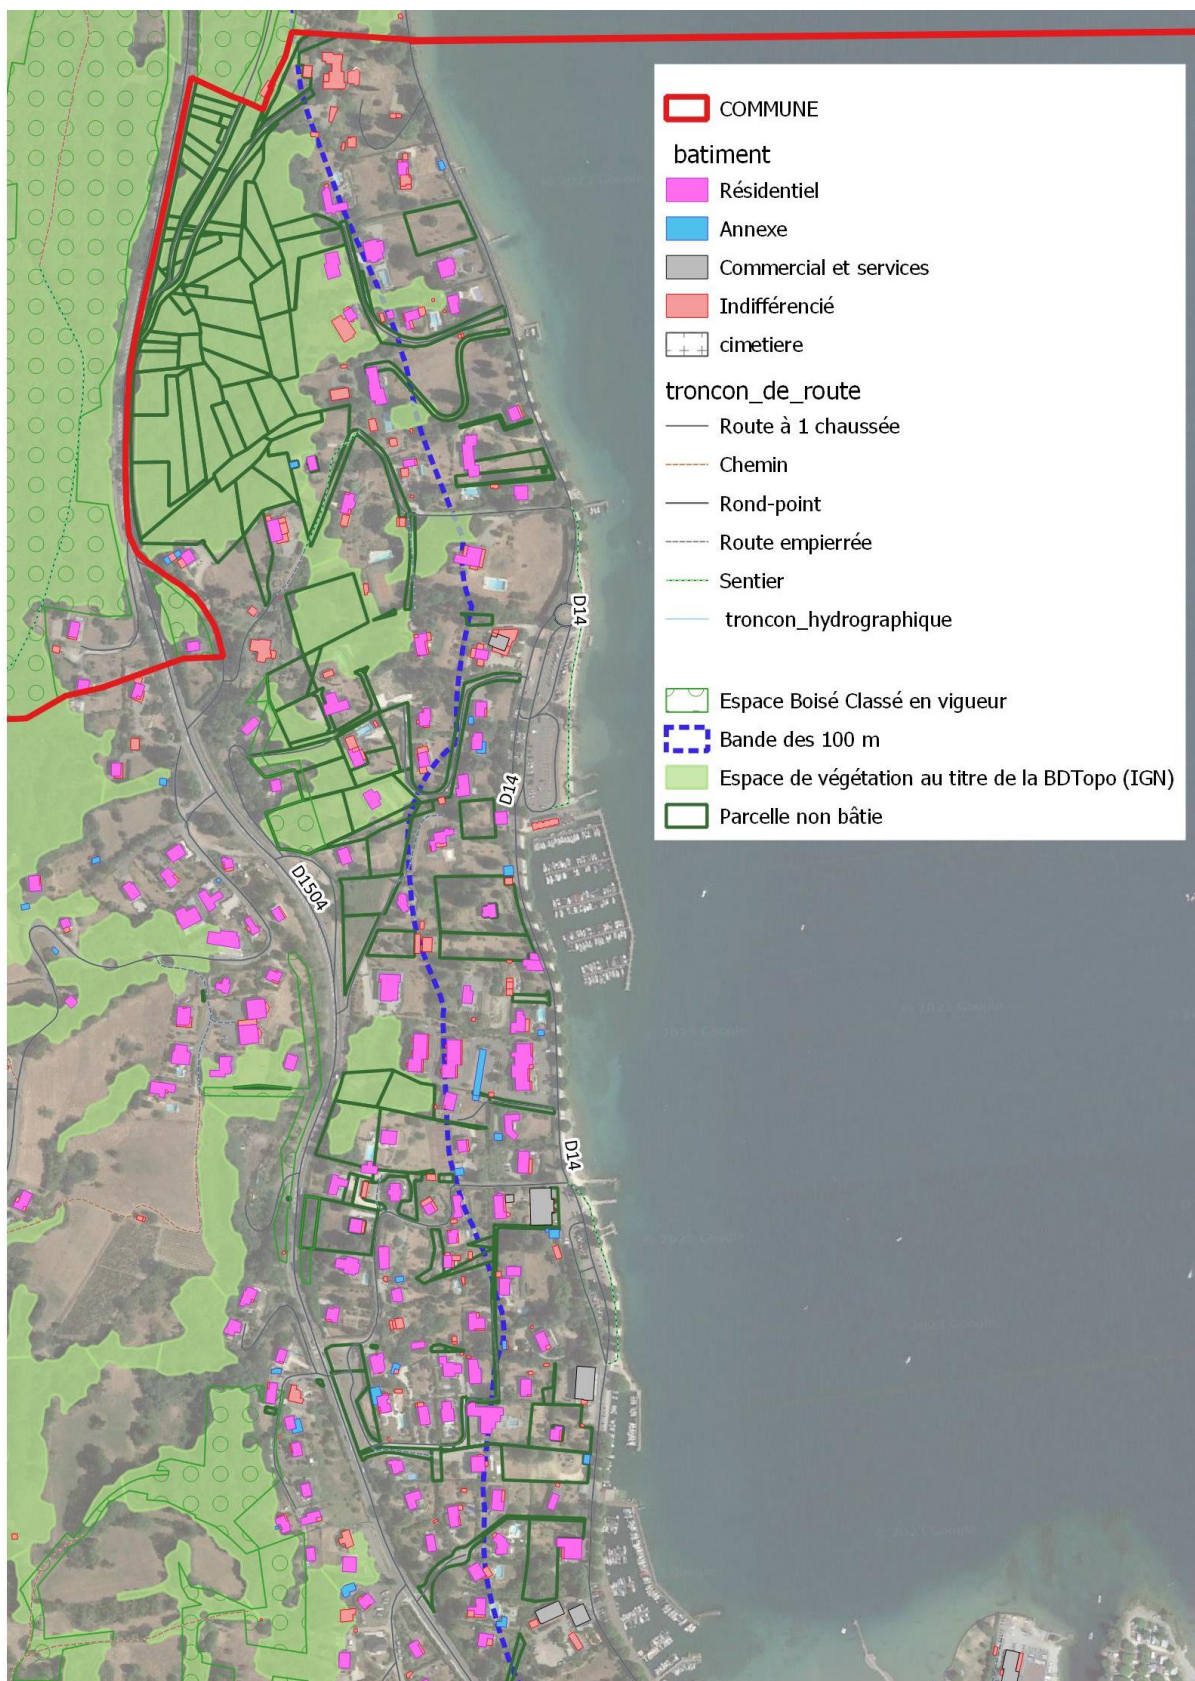 COMMUNE
batiment
Résidentiel
Annexe
Commercial et services
Indifférencié
cimetiere
troncon_de_route
Route à 1 chaussée
Chemin
Rond-point
Route empierrée
Sentier
troncon_hydrographique
Espace Boisé Classé en vigueur
Bande des 100 m
Espace de végétation au titre de la BDTopo (IGN)
Parcelle non bâtie
D14
D14
D1504
D14